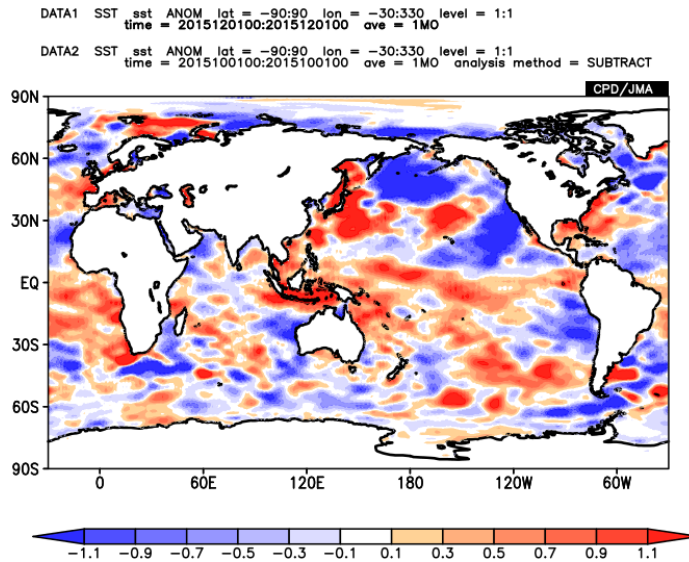 DATA1 SST sst ANOM lat = -90:90 lon = -30:330 level = 1:1
time = 2015120100:2015120100 ave = 1MO
DATA2 SST sst ANOM lat = -90:90 lon = -30:330 level = 1:1
time = 2015100100:2015100100 ave = 1MO analysis method = SUBTRACT
CPD/JMA
90N
60N
30N
EQ
30S
60S
90S
0 60E 120E 180 120W 60W
-1.1 -0.9 -0.7 -0.5 -0.3 -0.1 0.1 0.3 0.5 0.7 0.9 1.1